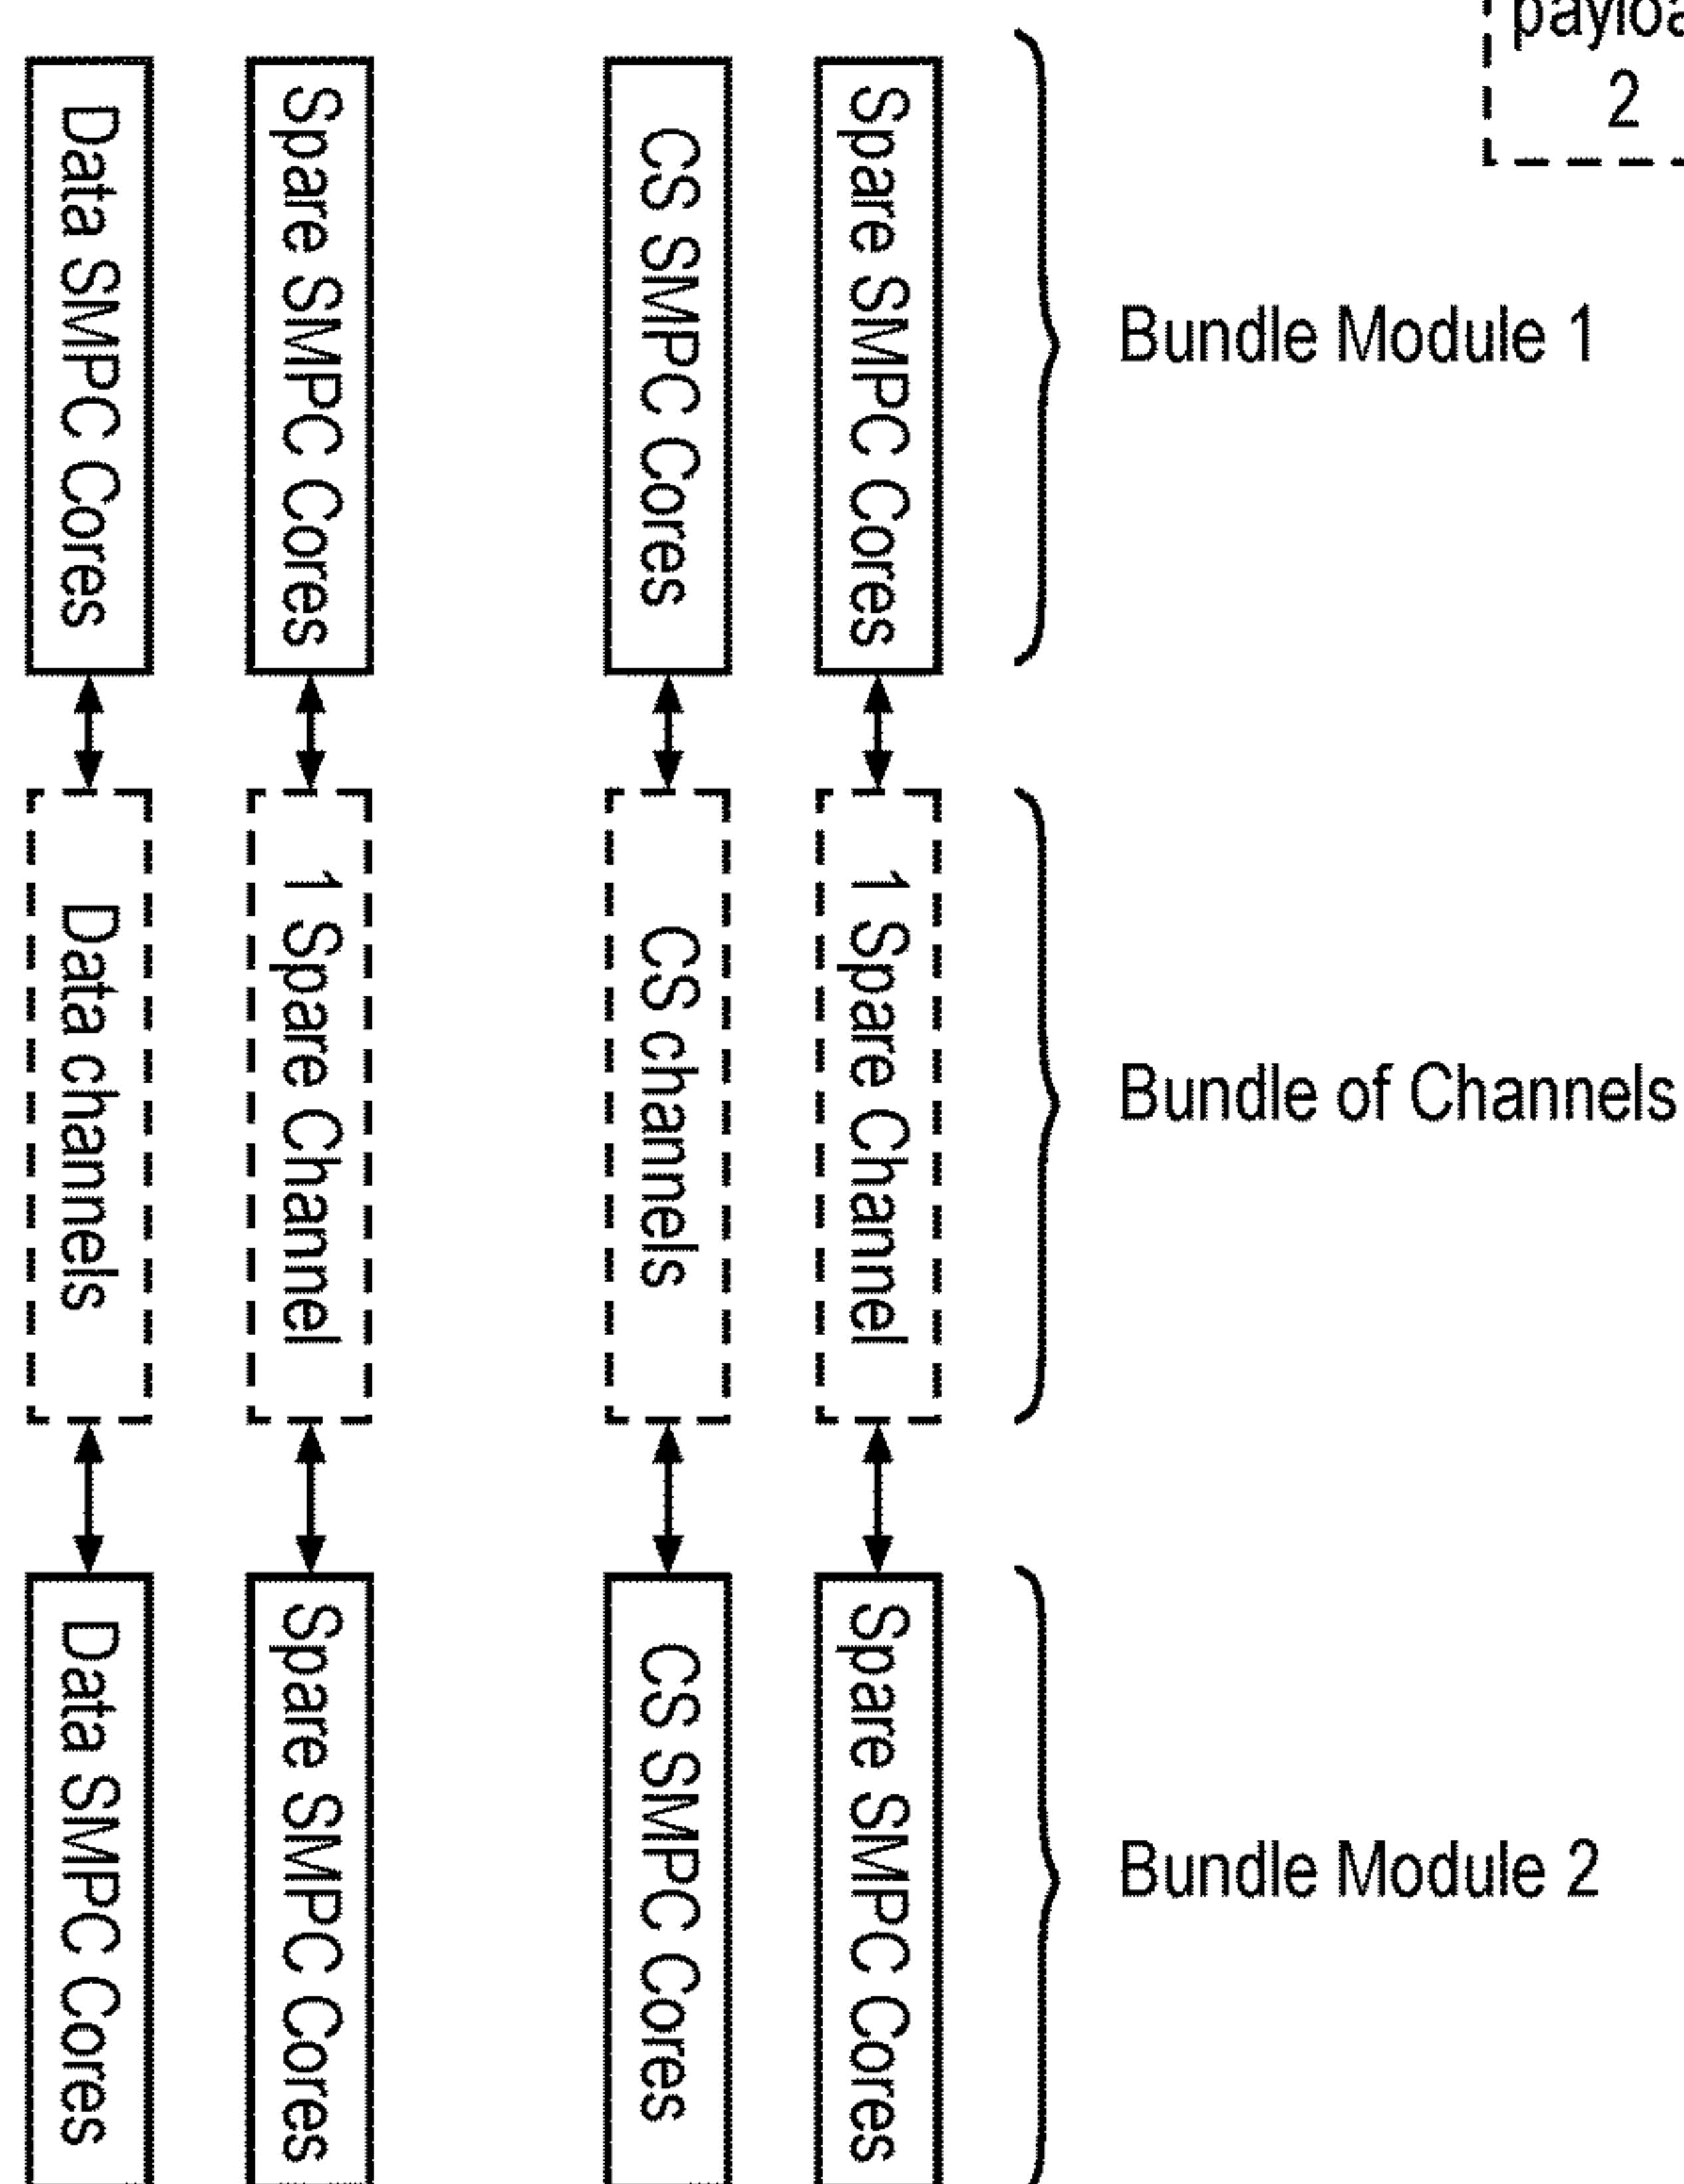 payloa
2
Data SMPC Cores
Spare SMPC Cores
CS SMPC Cores
Spare SMPC Cores
Bundle Module 1
Data channels
1 Spare Channel
CS channels
1 Spare Channel
Bundle of Channels
Data SMPC Cores
Spare SMPC Cores
CS SMPC Cores
Spare SMPC Cores
Bundle Module 2